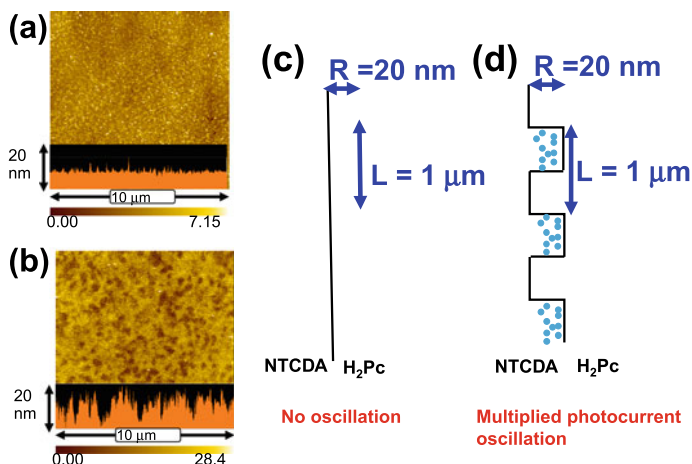 (a)
20
nm
10 μm
0.00
7.15
(b)
20
nm
10 μm
0.00
28.4
(c)
R =20 nm
L = 1 μm
NTCDA
H₂Pc
No oscillation
(d)
R =20 nm
L = 1 μm
NTCDA
H₂Pc
Multiplied photocurrent
oscillation